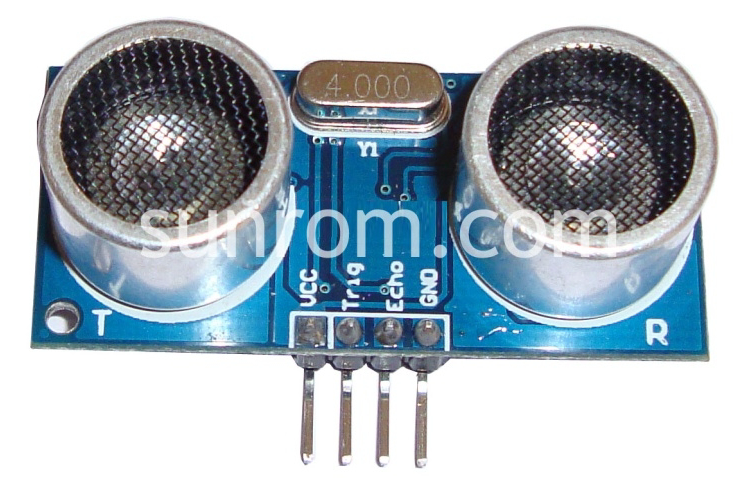 4.000
Y1
sunrom.com
VCC
Trig
Echo
GND
T
R